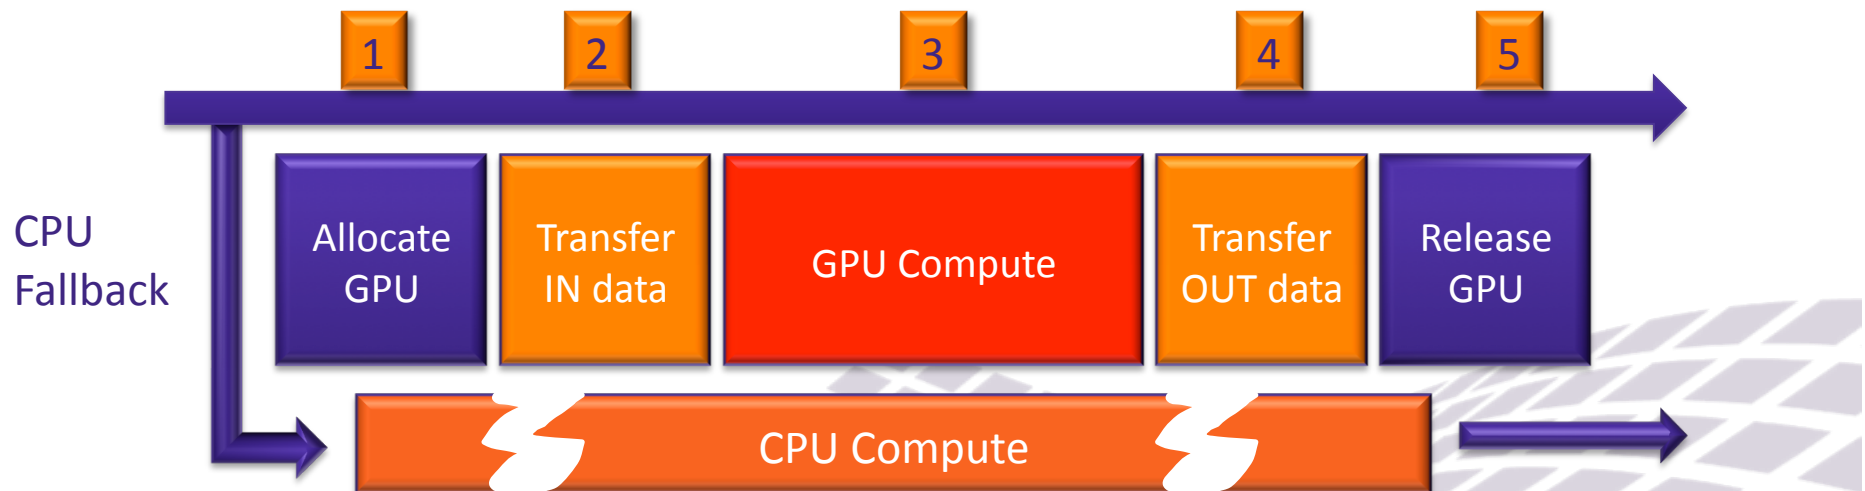 1
2
3
4
5
CPU
Fallback
Allocate
GPU
Transfer
IN data
GPU Compute
Transfer
OUT data
Release
GPU
CPU Compute